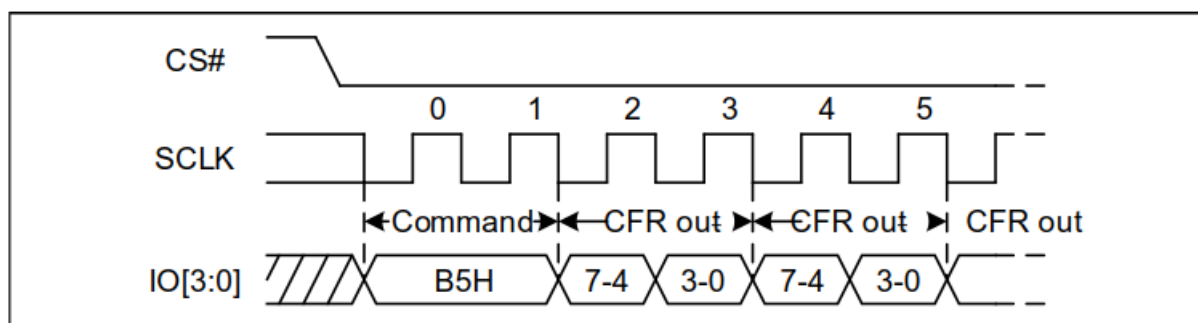 CS#
0 1 2 3 4 5
SCLK
Command CFR out CFR out CFR out
IO[3:0] B5H 7-4 3-0 7-4 3-0